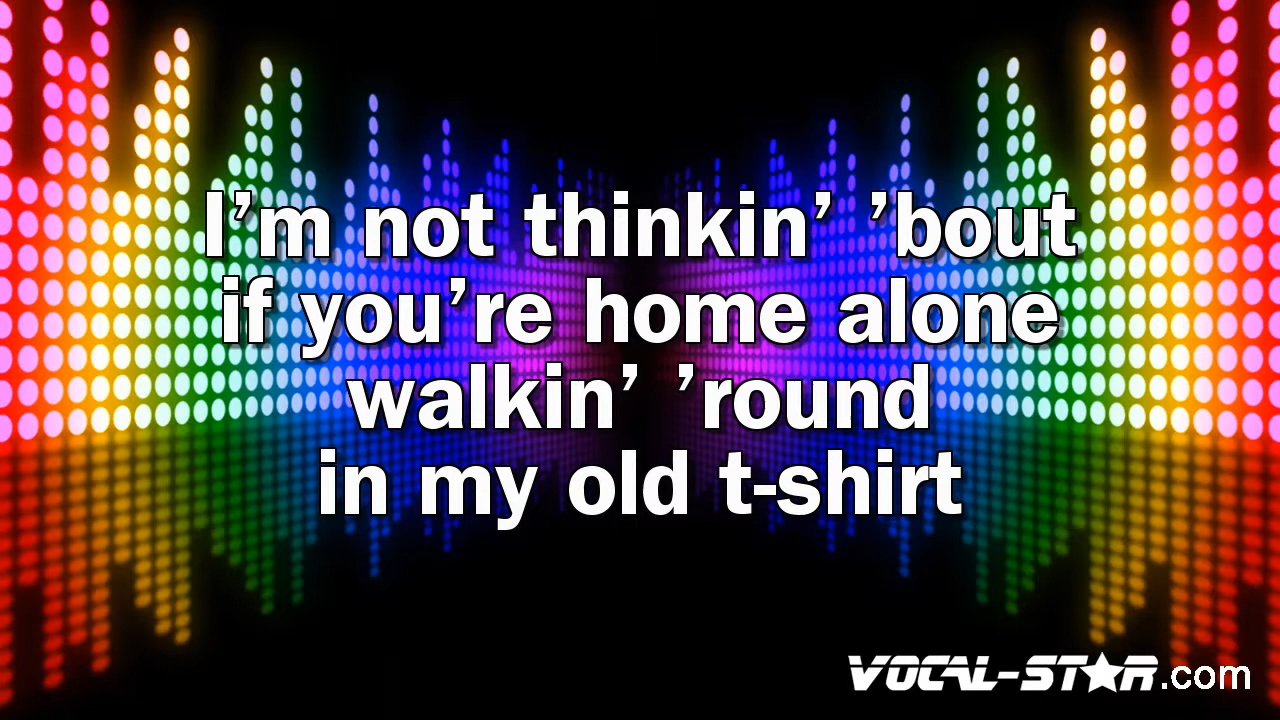 I’m not thinkin’ ’bout
if you’re home alone
walkin’ ’round
in my old t-shirt
VOCAL-STAR.com